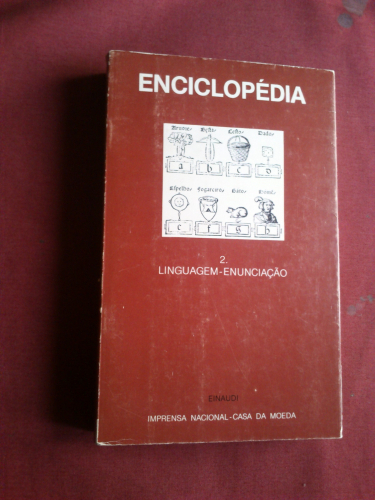 ENCICLOPÉDIA
a b c d
e f g h
2.
LINGUAGEM-ENUNCIAÇÃO
EINAUDI
IMPRENSA NACIONAL-CASA DA MOEDA